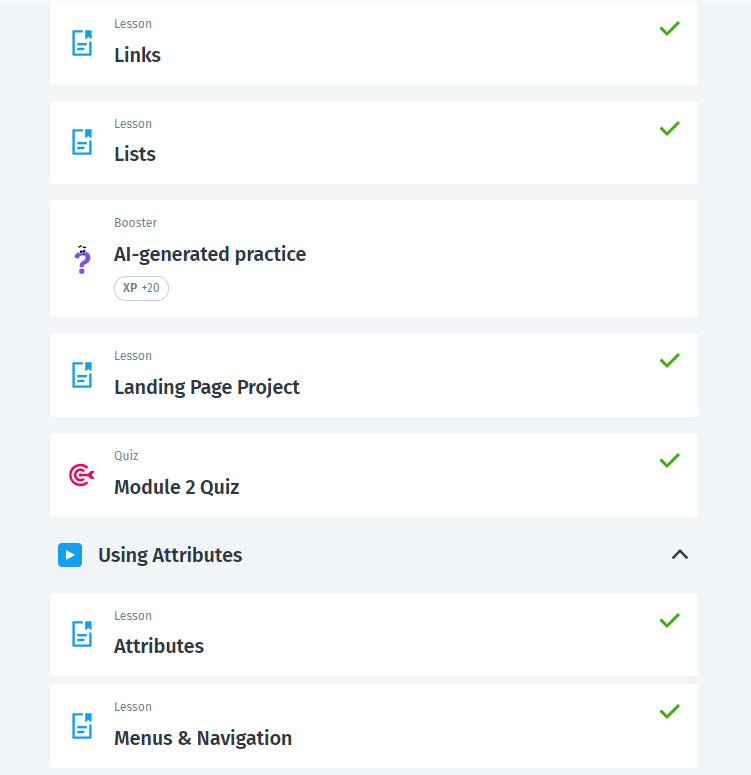 Lesson
Links
Lesson
Lists
Booster
AI-generated practice
XP +20
Lesson
Landing Page Project
Quiz
Module 2 Quiz
Using Attributes
Lesson
Attributes
Lesson
Menus & Navigation